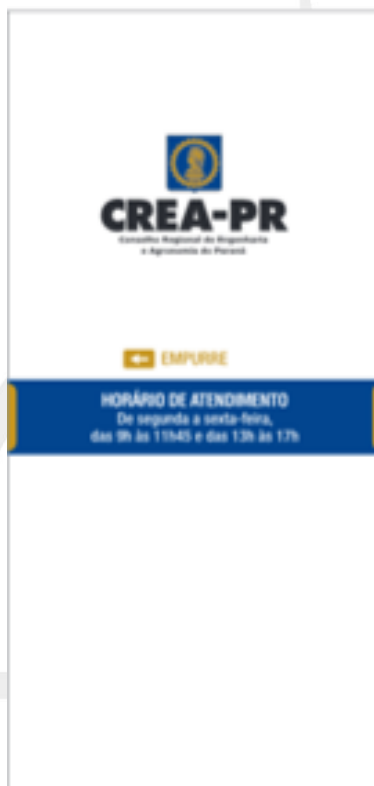 CREA-PR
Conselho Regional de Engenharia
e Agronomia do Paraná
EMPURRE
HORÁRIO DE ATENDIMENTO
De segunda a sexta-feira,
das 9h às 11h45 e das 13h às 17h